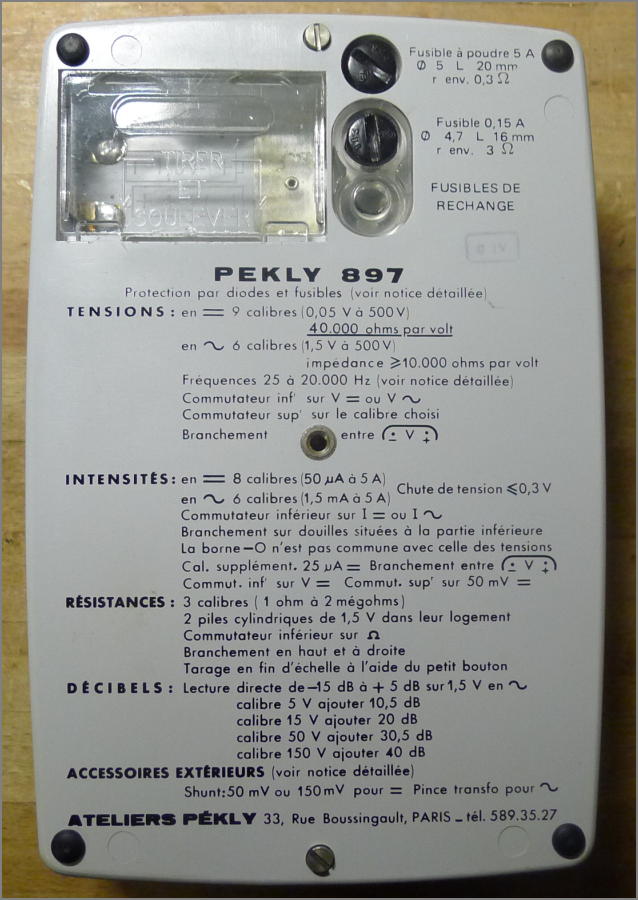 Fusible à poudre 5 A
Ø 5 L 20 mm
r env. 0,3 Ω
Fusible 0,15 A
Ø 4,7 L 16 mm
r env. 3 Ω
FUSIBLES DE
RECHANGE
TIRER
ET
SOULEVER
PEKLY 897
Protection par diodes et fusibles (voir notice détaillée)
TENSIONS : en ⎓ 9 calibres (0,05 V à 500 V)
40.000 ohms par volt
en ∼ 6 calibres (1,5 V à 500 V)
impédance ⩾ 10.000 ohms par volt
Fréquences 25 à 20.000 Hz (voir notice détaillée)
Commutateur infʳ sur V = ou V ∼
Commutateur supʳ sur le calibre choisi
Branchement entre (- V +)
INTENSITÉS : en = 8 calibres (50 µA à 5 A)
en ∼ 6 calibres (1,5 mA à 5 A) Chute de tension ⩽ 0,3 V
Commutateur inférieur sur I = ou I ∼
Branchement sur douilles situées à la partie inférieure
La borne –O n'est pas commune avec celle des tensions
Cal. supplément. 25 µA = Branchement entre (- V +)
Commut. infʳ sur V = Commut. supʳ sur 50 mV =
RÉSISTANCES : 3 calibres ( 1 ohm à 2 mégohms)
2 piles cylindriques de 1,5 V dans leur logement
Commutateur inférieur sur Ω
Branchement en haut et à droite
Tarage en fin d'échelle à l'aide du petit bouton
DÉCIBELS : Lecture directe de –15 dB à + 5 dB sur 1,5 V en ∼
calibre 5 V ajouter 10,5 dB
calibre 15 V ajouter 20 dB
calibre 50 V ajouter 30,5 dB
calibre 150 V ajouter 40 dB
ACCESSOIRES EXTÉRIEURS (voir notice détaillée)
Shunt: 50 mV ou 150 mV pour = Pince transfo pour ∼
ATELIERS PÉKLY 33, Rue Boussingault, PARIS _ tél. 589.35.27